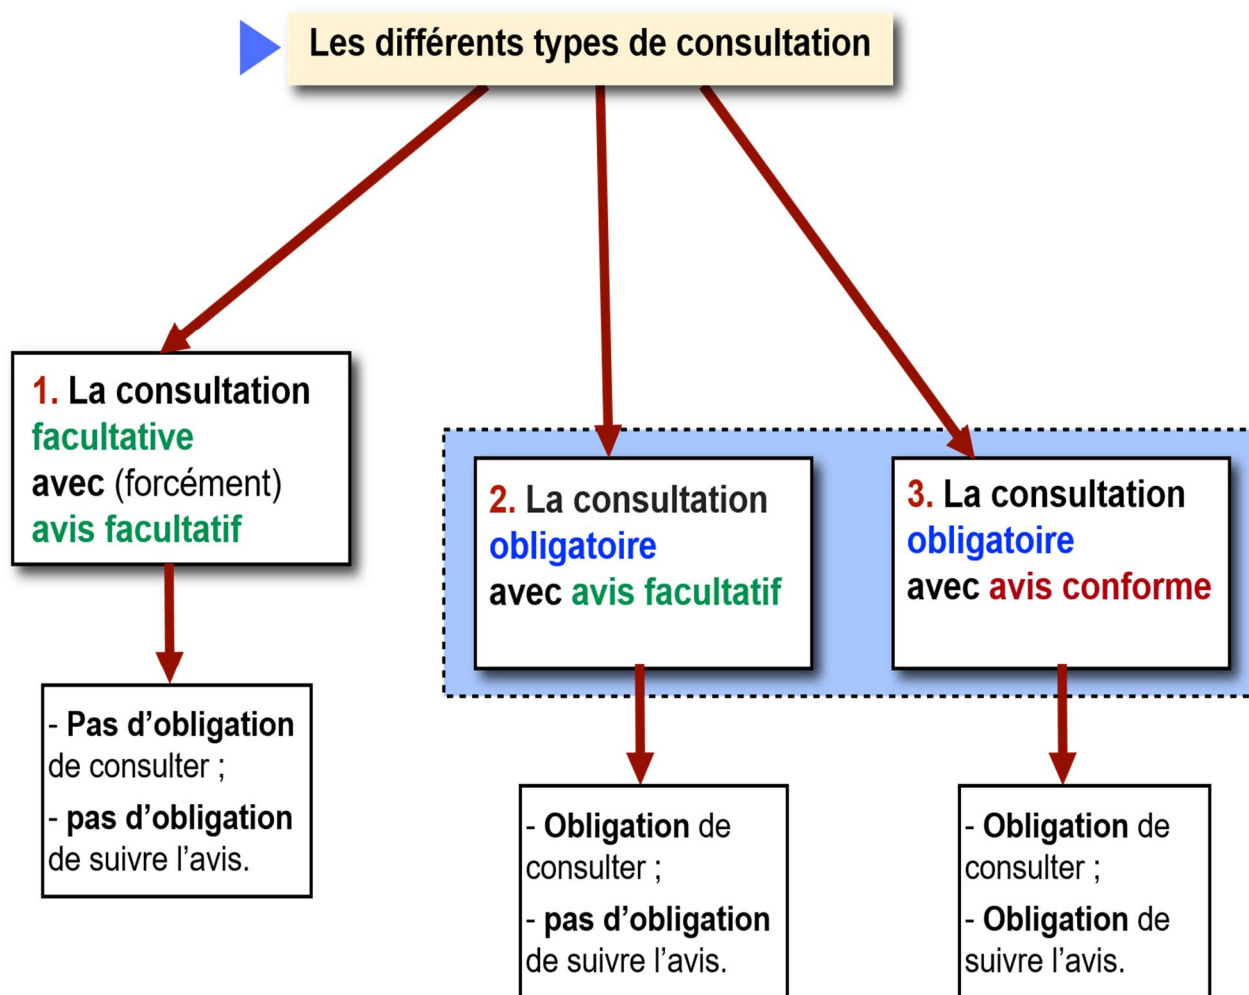 Les différents types de consultation
1. La consultation
facultative
avec (forcément)
avis facultatif
- Pas d’obligation
de consulter ;
- pas d’obligation
de suivre l’avis.
2. La consultation
obligatoire
avec avis facultatif
- Obligation de
consulter ;
- pas d’obligation
de suivre l’avis.
3. La consultation
obligatoire
avec avis conforme
- Obligation de
consulter ;
- Obligation de
suivre l’avis.